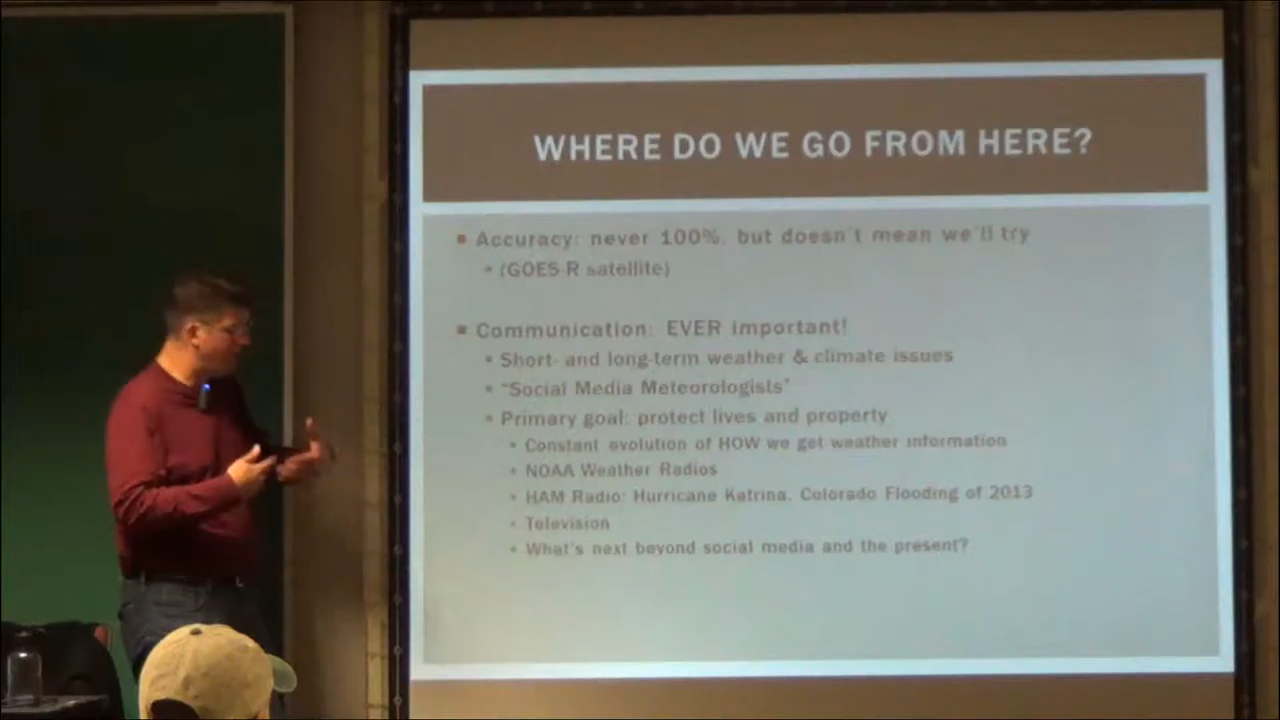 WHERE DO WE GO FROM HERE?
Accuracy: never 100%, but doesn't mean we'll try
(GOES-R satellite)
Communication: EVER important!
Short- and long-term weather & climate issues
"Social Media Meteorologists"
Primary goal: protect lives and property
Constant evolution of HOW we get weather information
NOAA Weather Radios
HAM Radio: Hurricane Katrina, Colorado Flooding of 2013
Television
What's next beyond social media and the present?